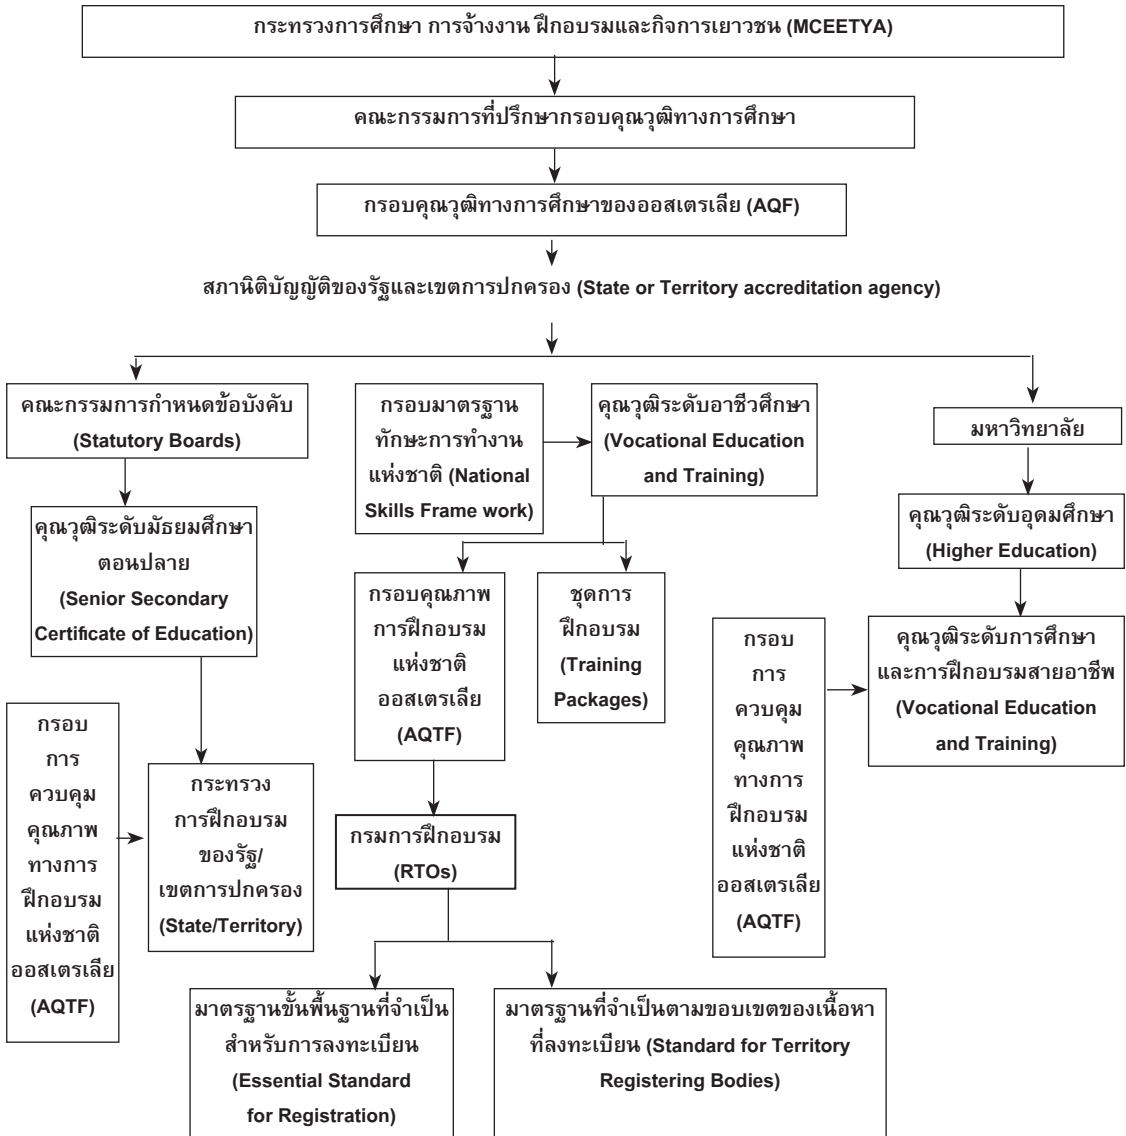 กระทรวงการศึกษา การจ้างงาน ฝึกอบรมและกิจการเยาวชน (MCEETYA)
คณะกรรมการที่ปรึกษากรอบคุณวุฒิทางการศึกษา
กรอบคุณวุฒิทางการศึกษาของออสเตรเลีย (AQF)
สภานิติบัญญัติของรัฐและเขตการปกครอง (State or Territory accreditation agency)
คณะกรรมการกำหนดข้อบังคับ
(Statutory Boards)
คุณวุฒิระดับมัธยมศึกษา
ตอนปลาย
(Senior Secondary
Certificate of Education)
กรอบ
การ
ควบคุม
คุณภาพ
ทางการ
ฝึกอบรม
แห่งชาติ
ออสเตรเลีย
(AQTF)
กระทรวง
การฝึกอบรม
ของรัฐ/
เขตการปกครอง
(State/Territory)
กรอบมาตรฐาน
ทักษะการทำงาน
แห่งชาติ (National
Skills Frame work)
คุณวุฒิระดับอาชีวศึกษา
(Vocational Education
and Training)
กรอบคุณภาพ
การฝึกอบรม
แห่งชาติ
ออสเตรเลีย
(AQTF)
ชุดการ
ฝึกอบรม
(Training
Packages)
กรมการฝึกอบรม
(RTOs)
มาตรฐานขั้นพื้นฐานที่จำเป็น
สำหรับการลงทะเบียน
(Essential Standard
for Registration)
มาตรฐานที่จำเป็นตามขอบเขตของเนื้อหา
ที่ลงทะเบียน (Standard for Territory
Registering Bodies)
มหาวิทยาลัย
คุณวุฒิระดับอุดมศึกษา
(Higher Education)
กรอบ
การ
ควบคุม
คุณภาพ
ทางการ
ฝึกอบรม
แห่งชาติ
ออสเตรเลีย
(AQTF)
คุณวุฒิระดับการศึกษา
และการฝึกอบรมสายอาชีพ
(Vocational Education
and Training)